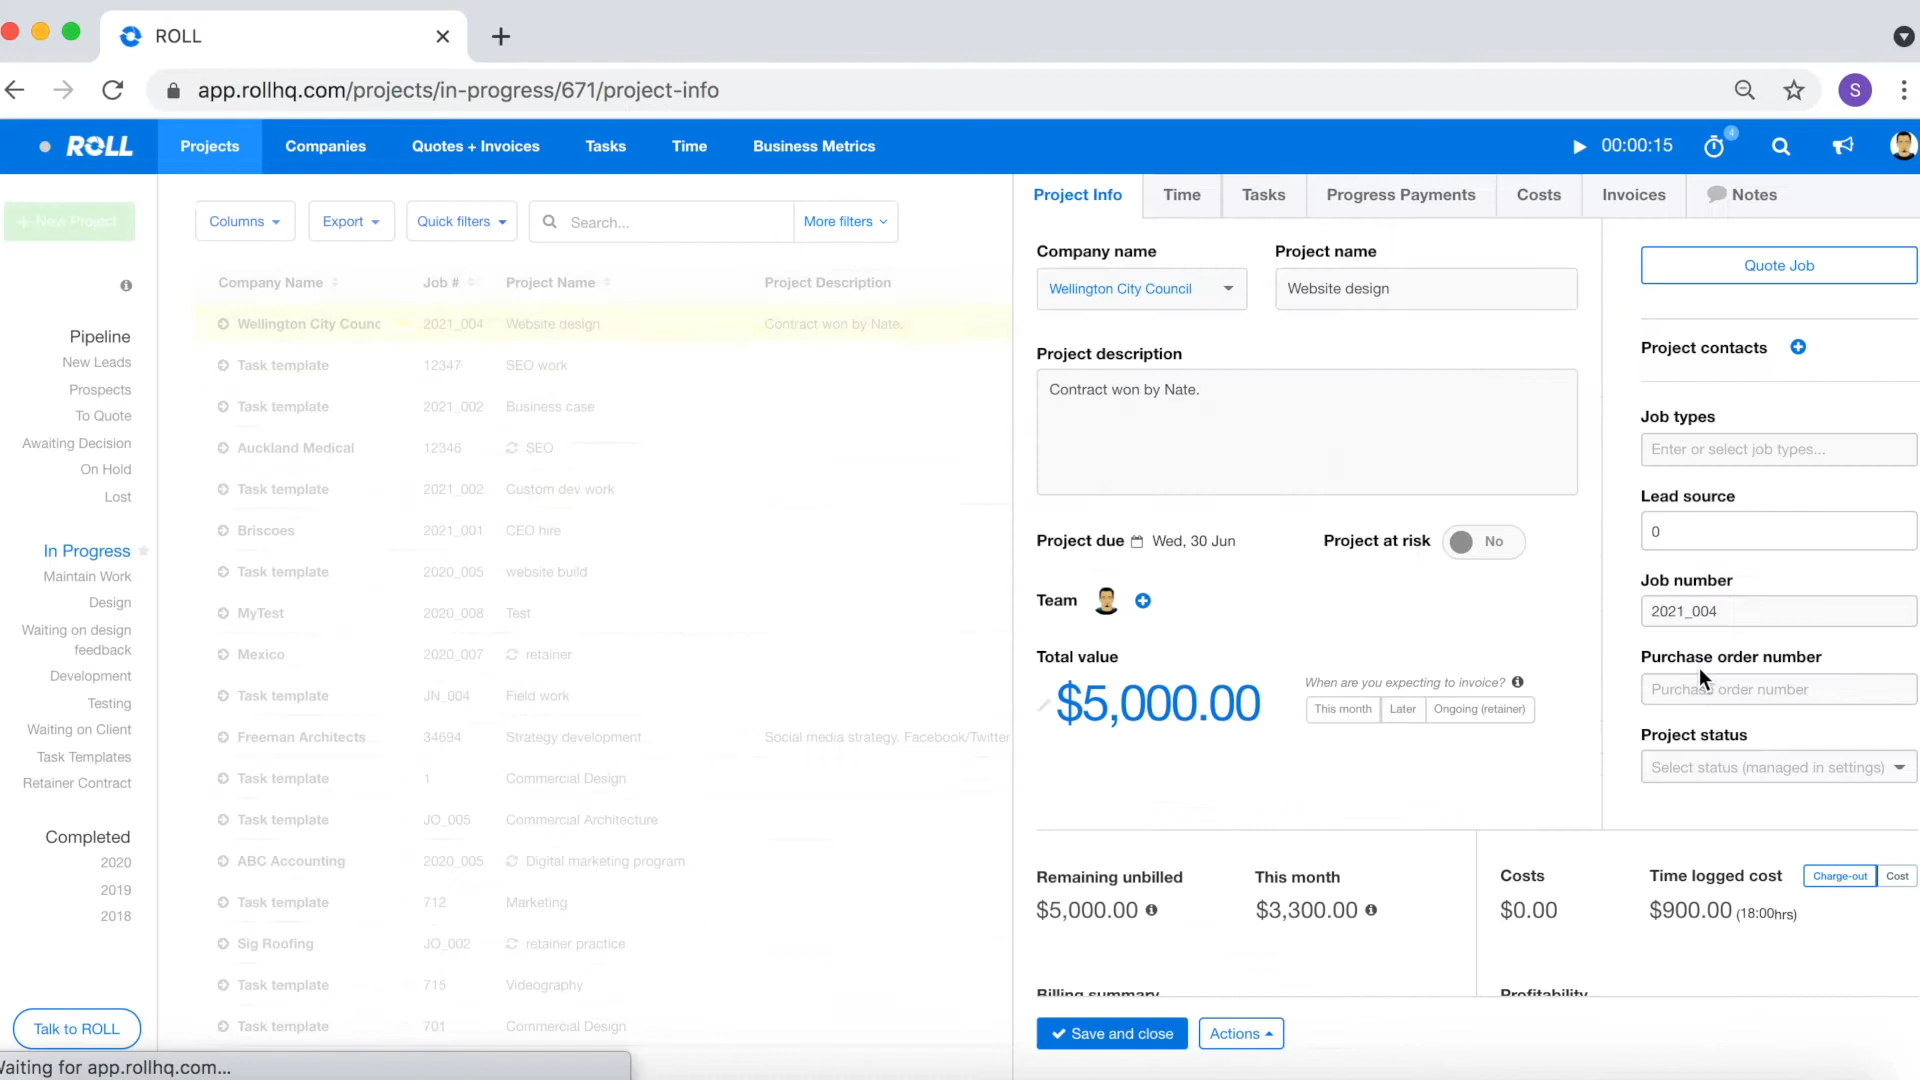 ROLL
app.rollhq.com/projects/in-progress/671/project-info
S
ROLL
Projects
Companies
Quotes + Invoices
Tasks
Time
Business Metrics
00:00:15
4
+ New Project
Pipeline
New Leads
Prospects
To Quote
Awaiting Decision
On Hold
Lost
In Progress
Maintain Work
Design
Waiting on design
feedback
Development
Testing
Waiting on Client
Task Templates
Retainer Contract
Completed
2020
2019
2018
Talk to ROLL
Columns
Export
Quick filters
Search...
More filters
Company Name Job # Project Name Project Description
Wellington City Counc 2021_004 Website design Contract won by Nate.
Task template 12347 SEO work
Task template 2021_002 Business case
Auckland Medical 12346 SEO
Task template 2021_002 Custom dev work
Briscoes 2021_001 CEO hire
Task template 2020_005 website build
MyTest 2020_008 Test
Mexico 2020_007 retainer
Task template JN_004 Field work
Freeman Architects 34694 Strategy development Social media strategy. Facebook/Twitter
Task template 1 Commercial Design
Task template JO_005 Commercial Architecture
ABC Accounting 2020_005 Digital marketing program
Task template 712 Marketing
Sig Roofing JO_002 retainer practice
Task template 715 Videography
Task template 701 Commercial Design
Project Info
Time
Tasks
Progress Payments
Costs
Invoices
Notes
Company name
Wellington City Council
Project name
Website design
Project description
Contract won by Nate.
Project due Wed, 30 Jun
Project at risk No
Team
Total value
$5,000.00
When are you expecting to invoice?
This month Later Ongoing (retainer)
Quote Job
Project contacts
Job types
Enter or select job types...
Lead source
0
Job number
2021_004
Purchase order number
Purchase order number
Project status
Select status (managed in settings)
Remaining unbilled
$5,000.00
This month
$3,300.00
Costs
$0.00
Time logged cost
Charge-out Cost
$900.00 (18:00hrs)
Billing summary
Profitability
Save and close
Actions
Waiting for app.rollhq.com...